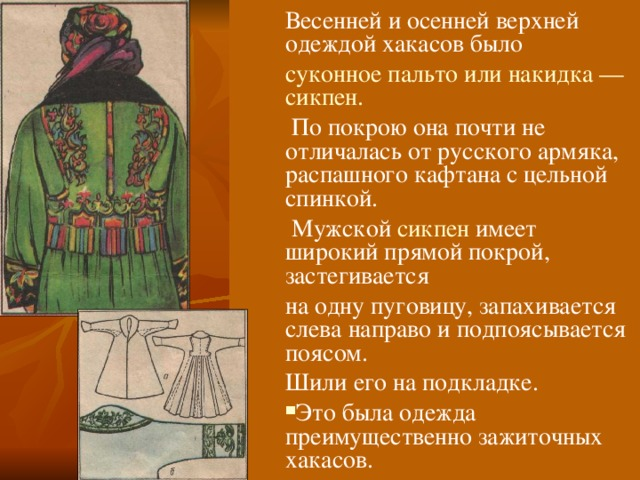 Весенней и осенней верхней
одеждой хакасов было
суконное пальто или накидка —
сикпен.
По покрою она почти не
отличалась от русского армяка,
распашного кафтана с цельной
спинкой.
Мужской сикпен имеет
широкий прямой покрой,
застегивается
на одну пуговицу, запахивается
слева направо и подпоясывается
поясом.
Шили его на подкладке.
Это была одежда
преимущественно зажиточных
хакасов.
а
б